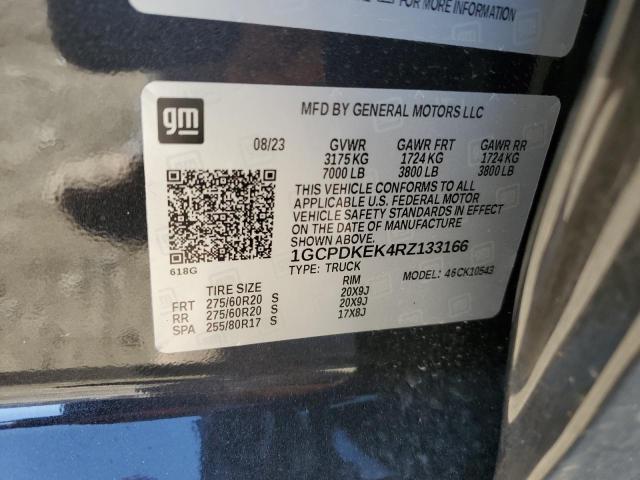 FOR MORE INFORMATION
gm
MFD BY GENERAL MOTORS LLC
08/23 GVWR GAWR FRT GAWR RR
3175 KG 1724 KG 1724 KG
7000 LB 3800 LB 3800 LB
THIS VEHICLE CONFORMS TO ALL
APPLICABLE U.S. FEDERAL MOTOR
VEHICLE SAFETY STANDARDS IN EFFECT
ON THE DATE OF MANUFACTURE
1GCPDKEK4RZ133166
618G
TYPE: TRUCK MODEL: 46CK10543
TIRE SIZE RIM
FRT 275/60R20 S 20X9J
RR 275/60R20 S 20X9J
SPA 255/80R17 S 17X8J